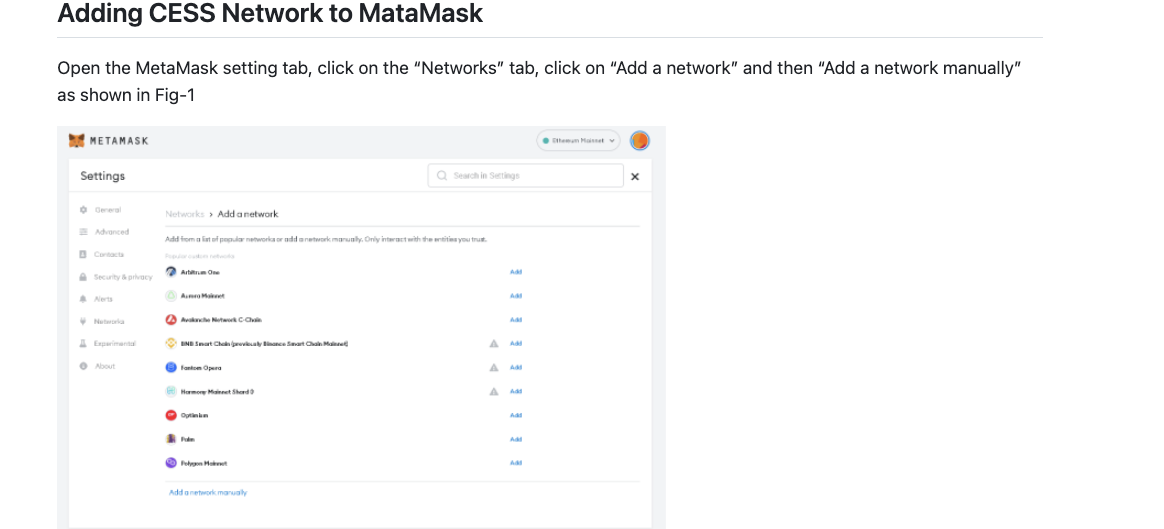 Adding CESS Network to MataMask
Open the MetaMask setting tab, click on the “Networks” tab, click on “Add a network” and then “Add a network manually”
as shown in Fig-1
METAMASK
Ethereum Mainnet
Settings
Search in Settings
General
Advanced
Contacts
Security & privacy
Alerts
Networks
Experimental
About
Networks > Add a network
Add from a list of popular networks or add a network manually. Only interact with the entities you trust.
Popular custom networks
Arbitrum One Add
Aurora Mainnet Add
Avalanche Network C-Chain Add
BNB Smart Chain (previously Binance Smart Chain Mainnet) Add
Fantom Opera Add
Harmony Mainnet Shard 0 Add
Optimism Add
Palm Add
Polygon Mainnet Add
Add a network manually